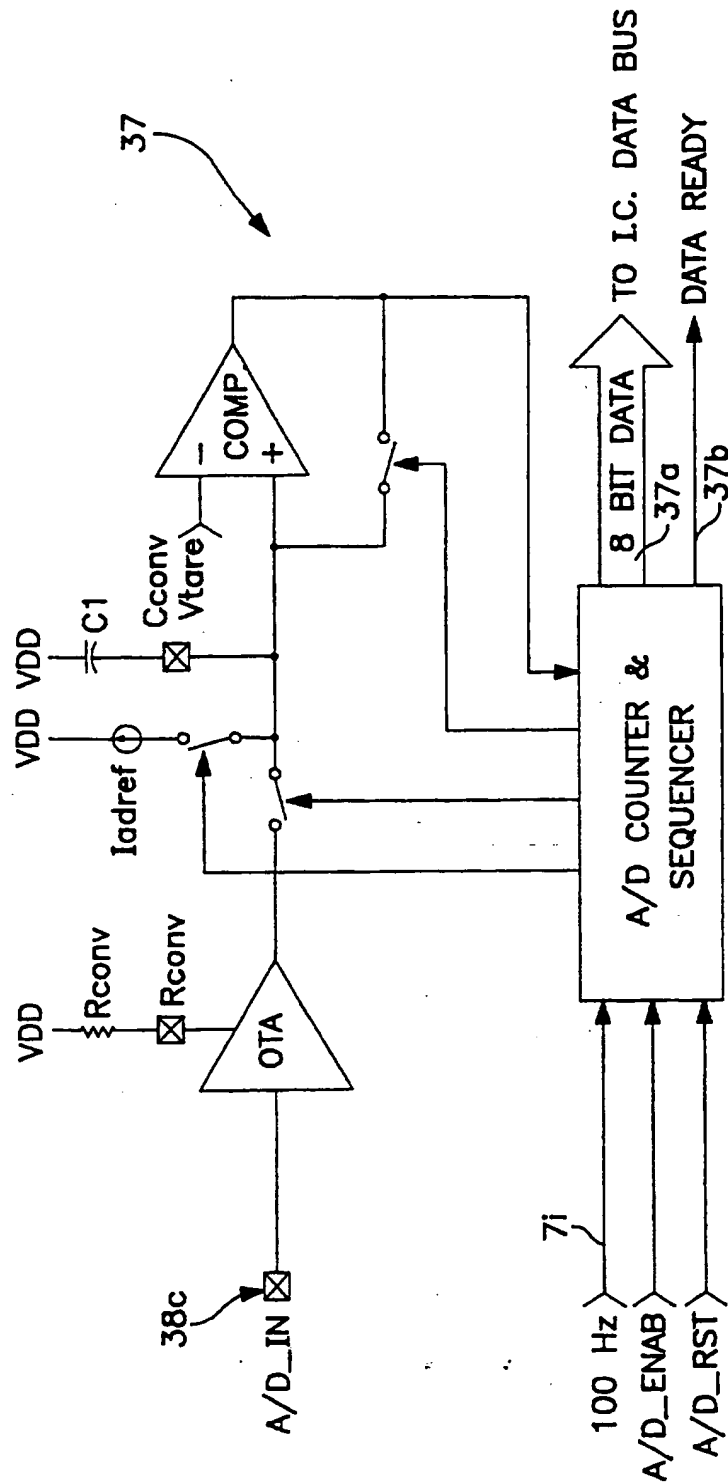 37
VDD
VDD
VDD
Rconv
Rconv
Iadref
C1
Cconv
Vtare
OTA
COMP
−
+
38c
A/D_IN
7i
100 Hz
A/D_ENAB
A/D_RST
A/D COUNTER &
SEQUENCER
8 BIT DATA
37a
37b
TO I.C. DATA BUS
DATA READY